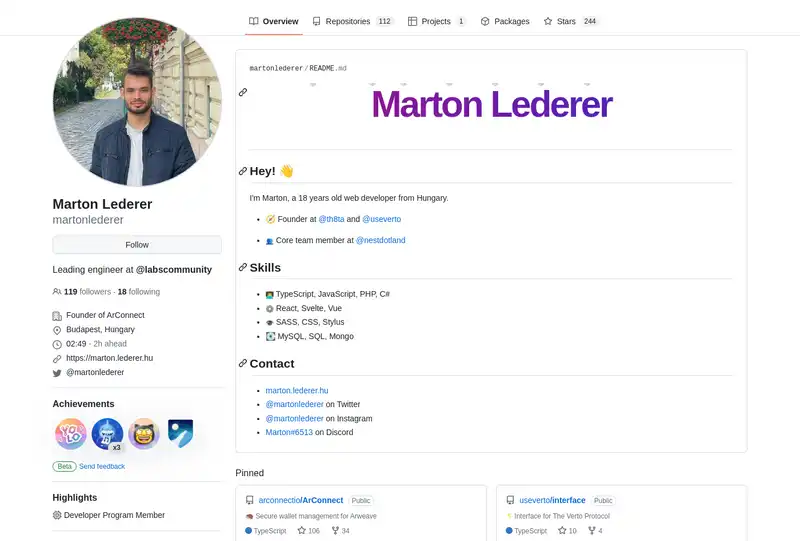 Overview Repositories 112 Projects 1 Packages Stars 244
martonlederer/README.md
Marton Lederer
Hey! 👋
I'm Marton, a 18 years old web developer from Hungary.
🧭 Founder at @th8ta and @useverto
👥 Core team member at @nestdotland
Skills
TypeScript, JavaScript, PHP, C#
React, Svelte, Vue
SASS, CSS, Stylus
MySQL, SQL, Mongo
Contact
marton.lederer.hu
@martonlederer on Twitter
@martonlederer on Instagram
Marton#6513 on Discord
Marton Lederer
martonlederer
Follow
Leading engineer at @labscommunity
119 followers · 18 following
Founder of ArConnect
Budapest, Hungary
02:49 - 2h ahead
https://marton.lederer.hu
@martonlederer
Achievements
YOLO
x3
Beta Send feedback
Highlights
Developer Program Member
Pinned
arconnectio/ArConnect Public
Secure wallet management for Arweave
TypeScript 106 34
useverto/interface Public
Interface for The Verto Protocol
TypeScript 10 4